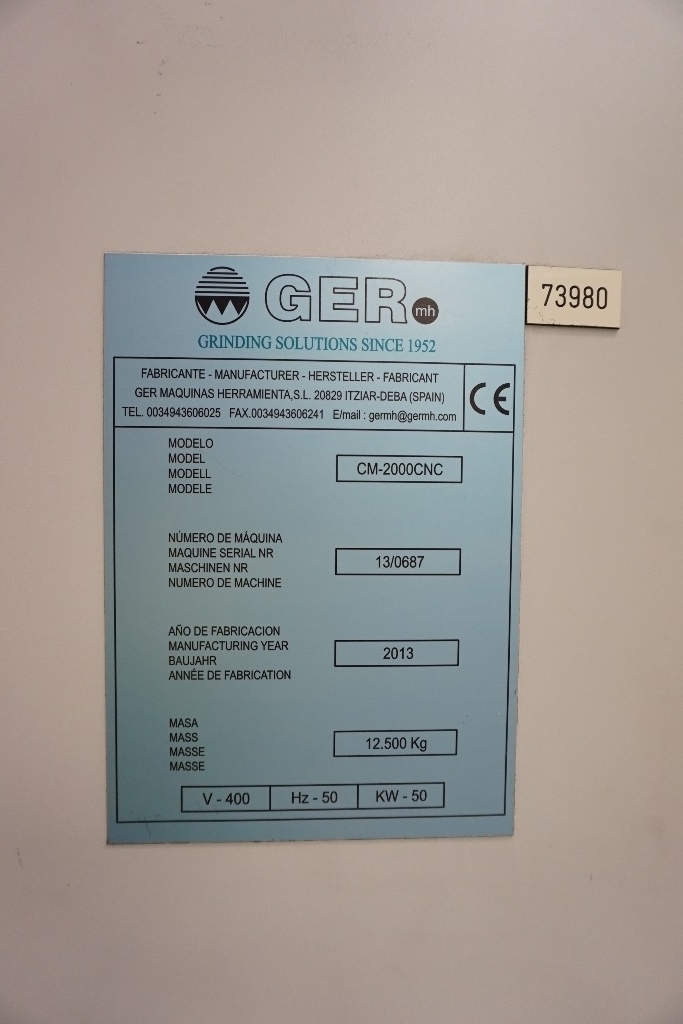 GER mh
73980
GRINDING SOLUTIONS SINCE 1952
FABRICANTE - MANUFACTURER - HERSTELLER - FABRICANT
GER MAQUINAS HERRAMIENTA,S.L. 20829 ITZIAR-DEBA (SPAIN)
TEL. 0034943606025 FAX.0034943606241 E/mail : germh@germh.com
CE
MODELO
MODEL
MODELL
MODELE
CM-2000CNC
NÚMERO DE MÁQUINA
MAQUINE SERIAL NR
MASCHINEN NR
NUMERO DE MACHINE
13/0687
AÑO DE FABRICACION
MANUFACTURING YEAR
BAUJAHR
ANNÉE DE FABRICATION
2013
MASA
MASS
MASSE
MASSE
12.500 Kg
V - 400 Hz - 50 KW - 50